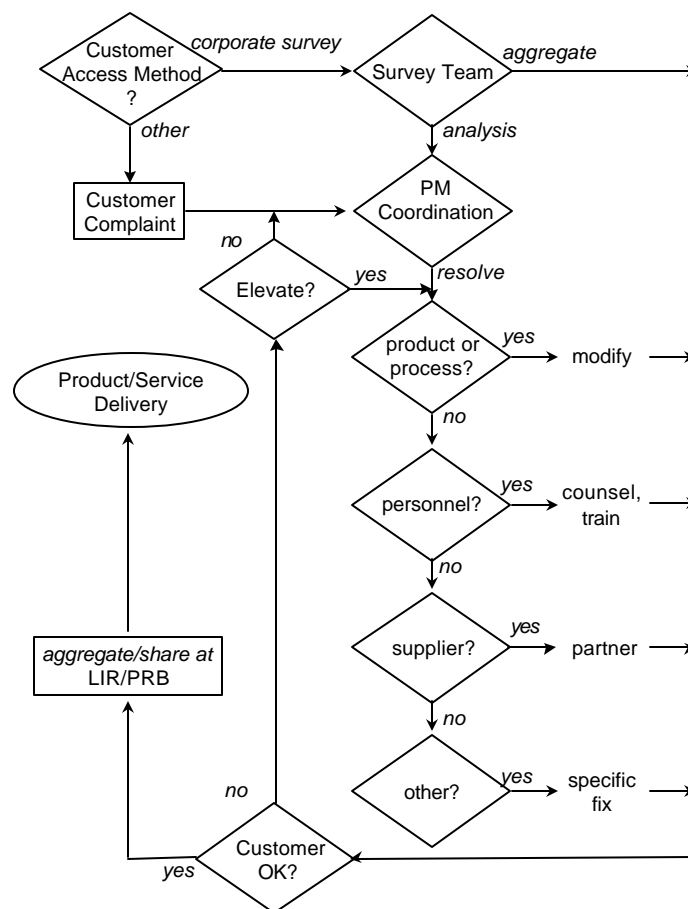 Customer
Access Method
?
corporate survey
Survey Team
aggregate
other
analysis
Customer
Complaint
PM
Coordination
no
Elevate?
yes
resolve
product or
process?
yes
modify
Product/Service
Delivery
no
personnel?
yes
counsel,
train
no
supplier?
yes
partner
aggregate/share at
LIR/PRB
no
other?
yes
specific
fix
no
Customer
OK?
yes